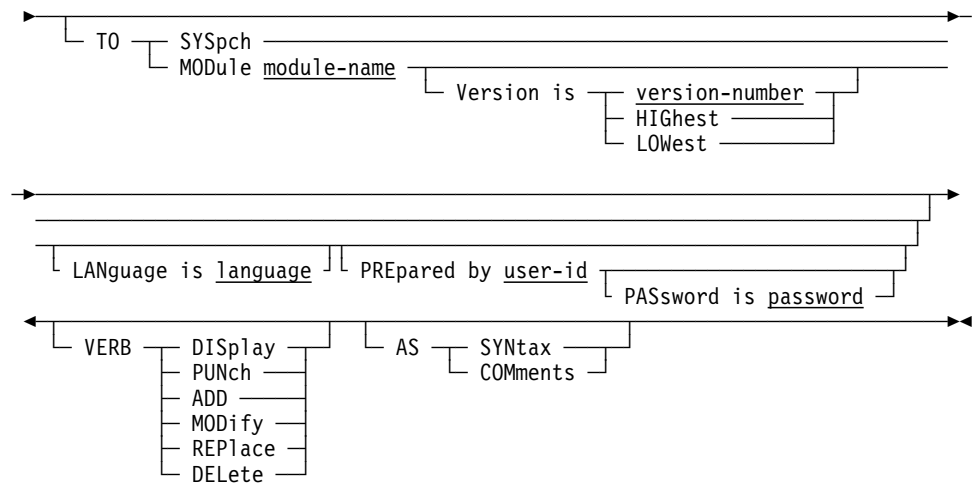 TO SYSpch
MODule module-name
Version is version-number
HIGhest
LOWest
LANguage is language PREpared by user-id
PASsword is password
VERB DISplay AS SYNtax
PUNch COMments
ADD
MODify
REPlace
DELete